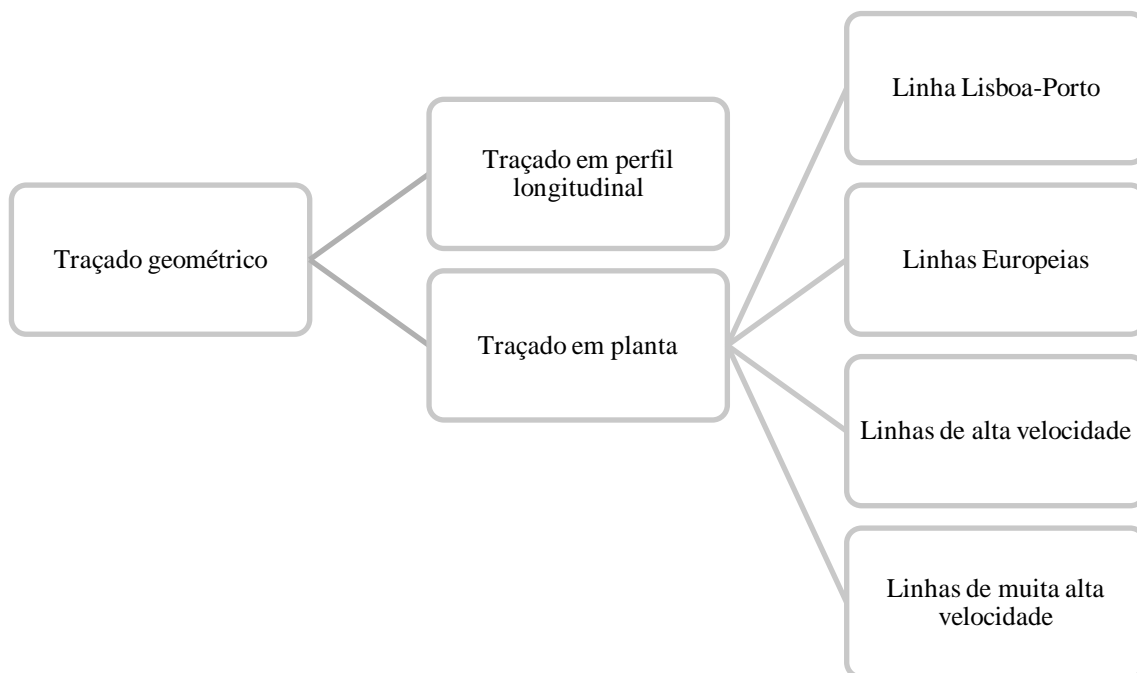 Traçado geométrico
Traçado em perfil
longitudinal
Traçado em planta
Linha Lisboa-Porto
Linhas Europeias
Linhas de alta velocidade
Linhas de muita alta
velocidade